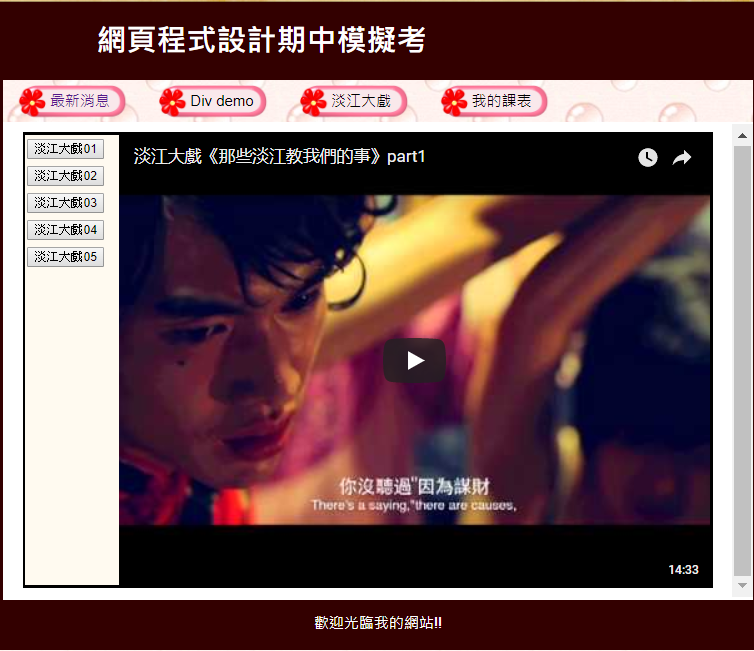 網頁程式設計期中模擬考
最新消息 Div demo 淡江大戲 我的課表
淡江大戲01
淡江大戲02
淡江大戲03
淡江大戲04
淡江大戲05
淡江大戲《那些淡江教我們的事》part1
你沒聽過"因為謀財
There's a saying,"there are causes,
14:33
歡迎光臨我的網站!!